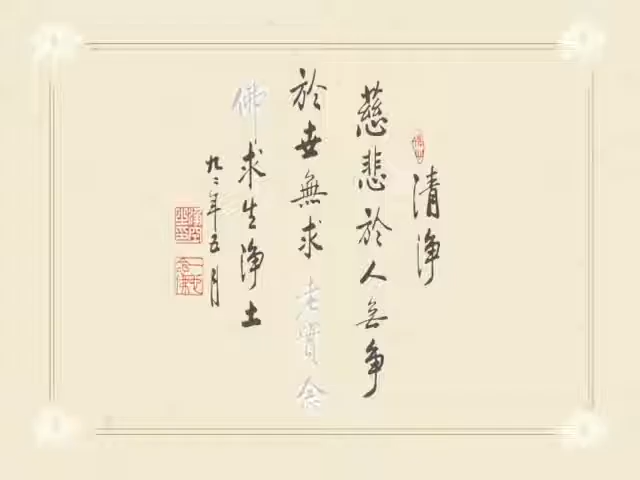 清淨
慈悲於人無爭
於世無求老實念
佛求生淨土
九二年五月